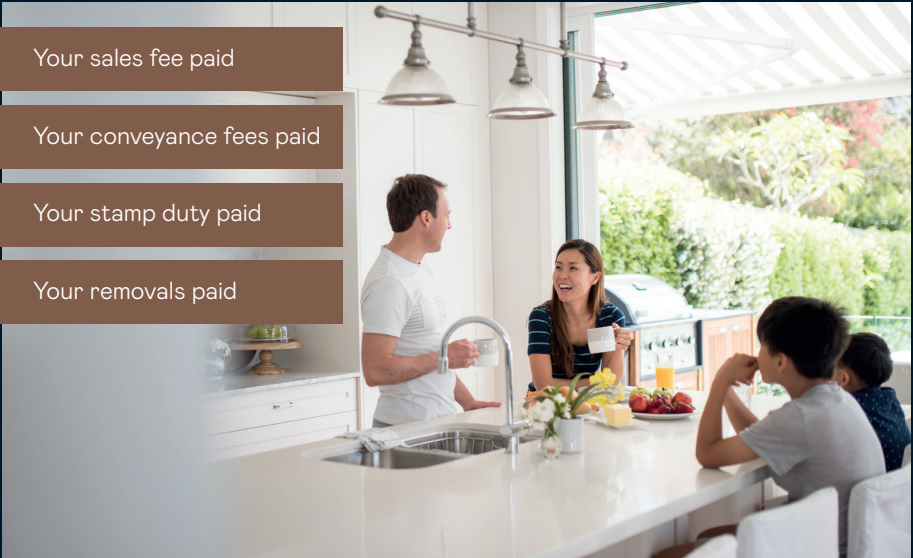 Your sales fee paid
Your conveyance fees paid
Your stamp duty paid
Your removals paid